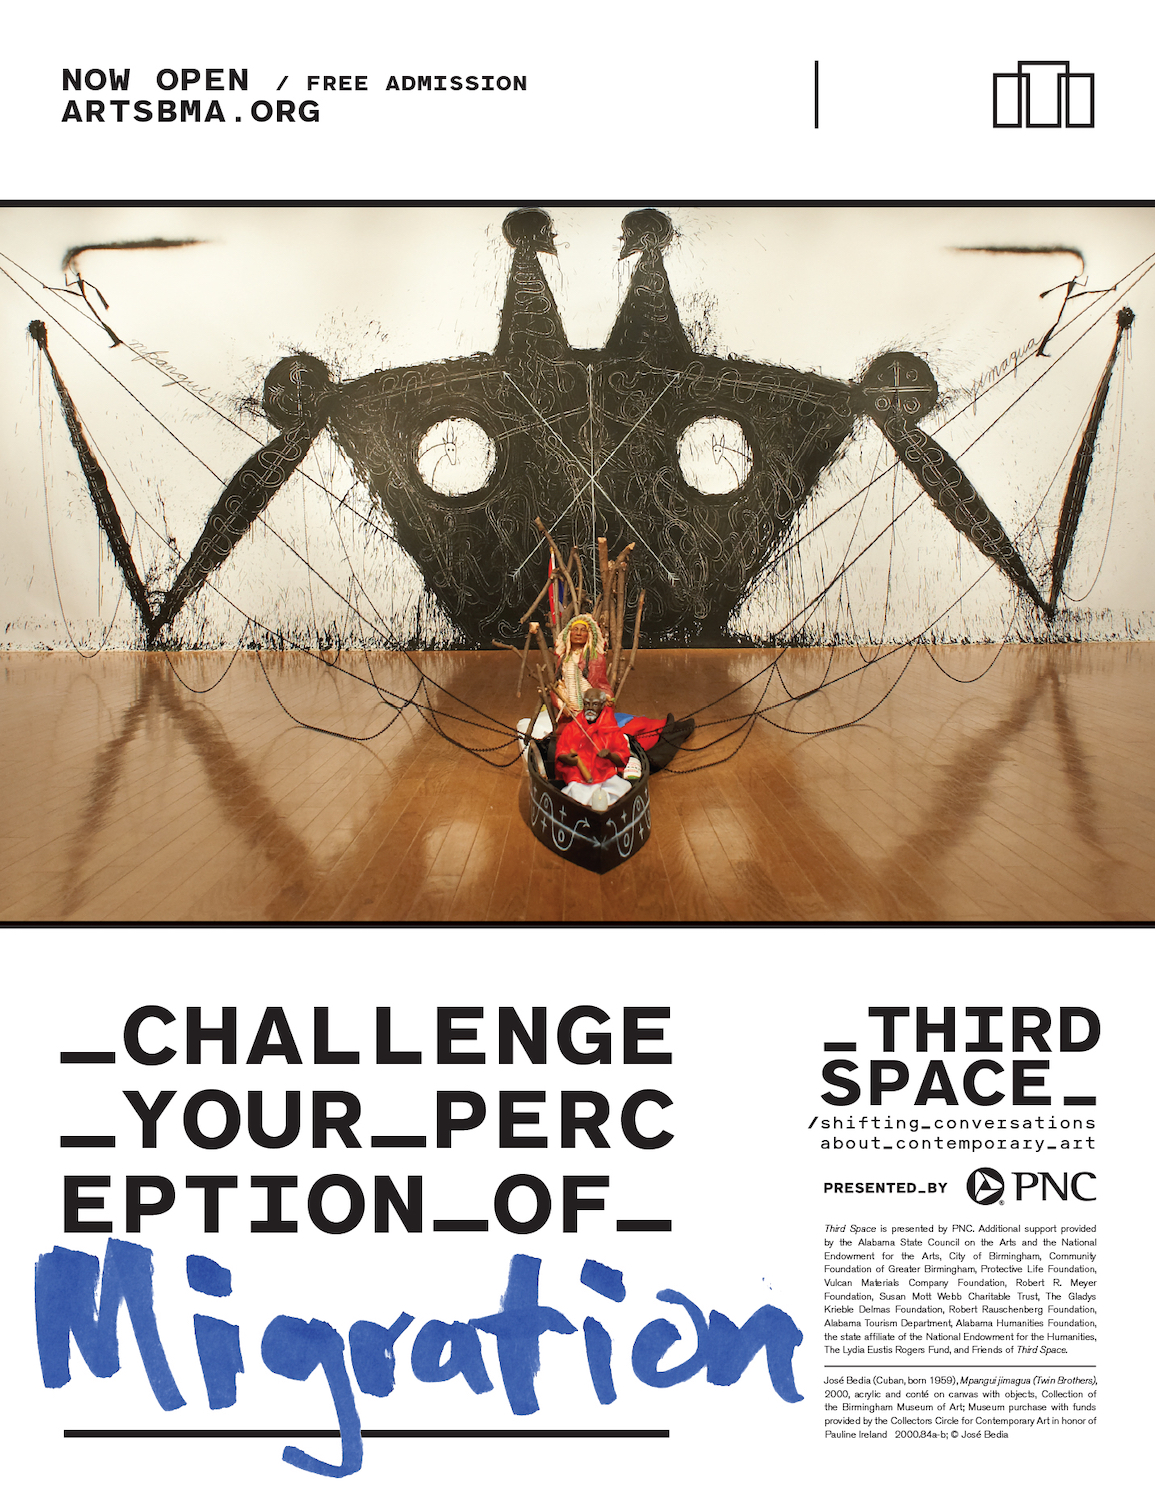 NOW OPEN / FREE ADMISSION
ARTSBMA.ORG
mpangui
jimagua
_CHALLENGE
_YOUR_PERC
EPTION_OF_
Migration
_THIRD
SPACE_
/shifting_conversations
about_contemporary_art
PRESENTED_BY PNC
Third Space is presented by PNC. Additional support provided
by the Alabama State Council on the Arts and the National
Endowment for the Arts, City of Birmingham, Community
Foundation of Greater Birmingham, Protective Life Foundation,
Vulcan Materials Company Foundation, Robert R. Meyer
Foundation, Susan Mott Webb Charitable Trust, The Gladys
Krieble Delmas Foundation, Robert Rauschenberg Foundation,
Alabama Tourism Department, Alabama Humanities Foundation,
the state affiliate of the National Endowment for the Humanities,
The Lydia Eustis Rogers Fund, and Friends of Third Space.
José Bedia (Cuban, born 1959), Mpangui jimagua (Twin Brothers),
2000, acrylic and conté on canvas with objects, Collection of
the Birmingham Museum of Art; Museum purchase with funds
provided by the Collectors Circle for Contemporary Art in honor of
Pauline Ireland 2000.84a-b; © José Bedia